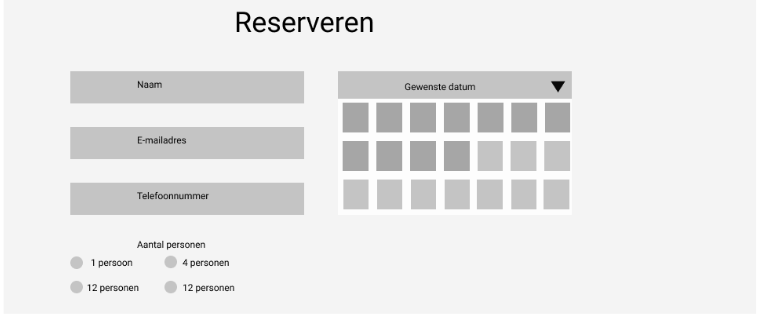 Reserveren
Naam
Gewenste datum
E-mailadres
Telefoonnummer
Aantal personen
1 persoon
4 personen
12 personen
12 personen